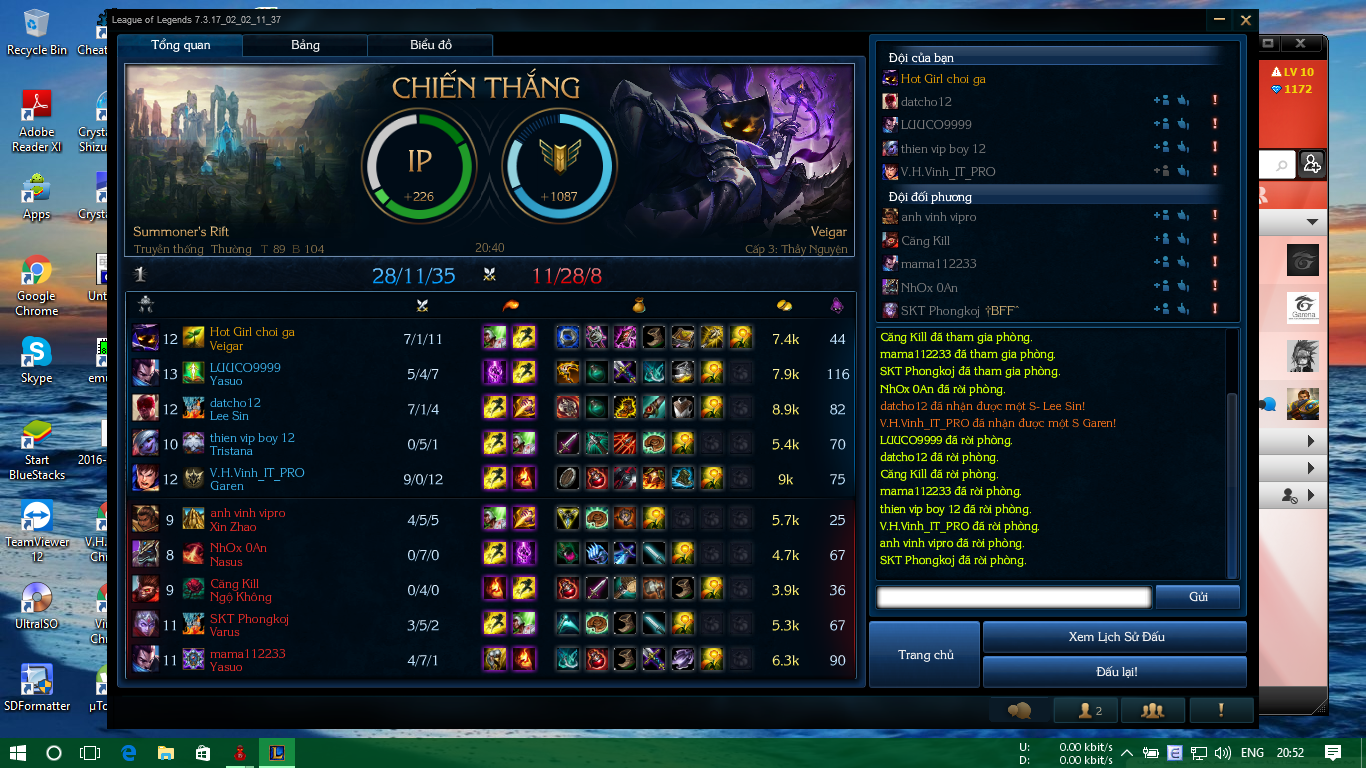 League of Legends 7.3.17_02_02_11_37
Recycle Bin
Adobe
Reader XI
Apps
Google
Chrome
Skype
Start
BlueStacks
TeamViewer
12
UltraISO
SDFormatter
Tổng quan
Bảng
Biểu đồ
CHIẾN THẮNG
IP
+226
+1087
Summoner's Rift
Veigar
Truyền thống Thường T 89 B 104
20:40
Cấp 3: Thầy Nguyện
1
28/11/35
11/28/8
12 Hot Girl choi ga 7/1/11 7.4k 44
Veigar
13 LUUCO9999 5/4/7 7.9k 116
Yasuo
12 datcho12 7/1/4 8.9k 82
Lee Sin
10 thien vip boy 12 0/5/1 5.4k 70
Tristana
12 V.H.Vinh_IT_PRO 9/0/12 9k 75
Garen
9 anh vinh vipro 4/5/5 5.7k 25
Xin Zhao
8 NhOx 0An 0/7/0 4.7k 67
Nasus
9 Căng Kill 0/4/0 3.9k 36
Ngộ Không
11 SKT Phongkoj 3/5/2 5.3k 67
Varus
11 mama112233 4/7/1 6.3k 90
Yasuo
Đội của bạn
Hot Girl choi ga
datcho12
LUUCO9999
thien vip boy 12
V.H.Vinh_IT_PRO
Đội đối phương
anh vinh vipro
Căng Kill
mama112233
NhOx 0An
SKT Phongkoj †BFF^
Căng Kill đã tham gia phòng.
mama112233 đã tham gia phòng.
SKT Phongkoj đã tham gia phòng.
NhOx 0An đã rời phòng.
datcho12 đã nhận được một S- Lee Sin!
V.H.Vinh_IT_PRO đã nhận được một S Garen!
LUUCO9999 đã rời phòng.
datcho12 đã rời phòng.
Căng Kill đã rời phòng.
mama112233 đã rời phòng.
thien vip boy 12 đã rời phòng.
V.H.Vinh_IT_PRO đã rời phòng.
anh vinh vipro đã rời phòng.
SKT Phongkoj đã rời phòng.
Gửi
Trang chủ
Xem Lịch Sử Đấu
Đấu lại!
2
LV 10
1172
Garena
U: 0.00 kbit/s
D: 0.00 kbit/s
ENG
20:52